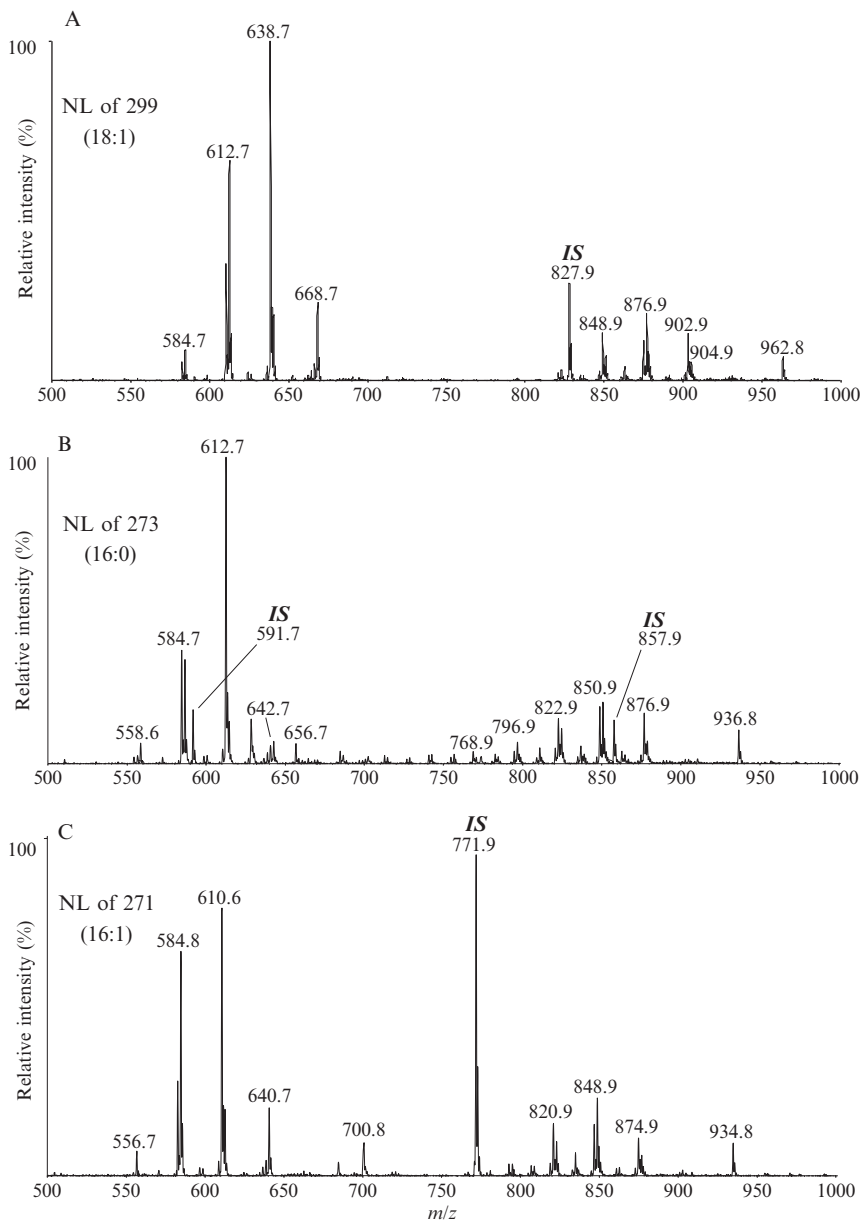 A
100
638.7
NL of 299
(18:1)
612.7
IS
827.9
668.7
848.9
876.9
902.9
904.9
962.8
584.7
Relative intensity (%)
500 550 600 650 700 750 800 850 900 950 1000
B
100
612.7
NL of 273
(16:0)
IS
591.7
IS
857.9
584.7
558.6
642.7
656.7
768.9
796.9
822.9
850.9
876.9
936.8
Relative intensity (%)
500 550 600 650 700 750 800 850 900 950 1000
C
100
IS
771.9
NL of 271
(16:1)
610.6
584.8
556.7
640.7
700.8
820.9
848.9
874.9
934.8
Relative intensity (%)
500 550 600 650 700 750 800 850 900 950 1000
m/z